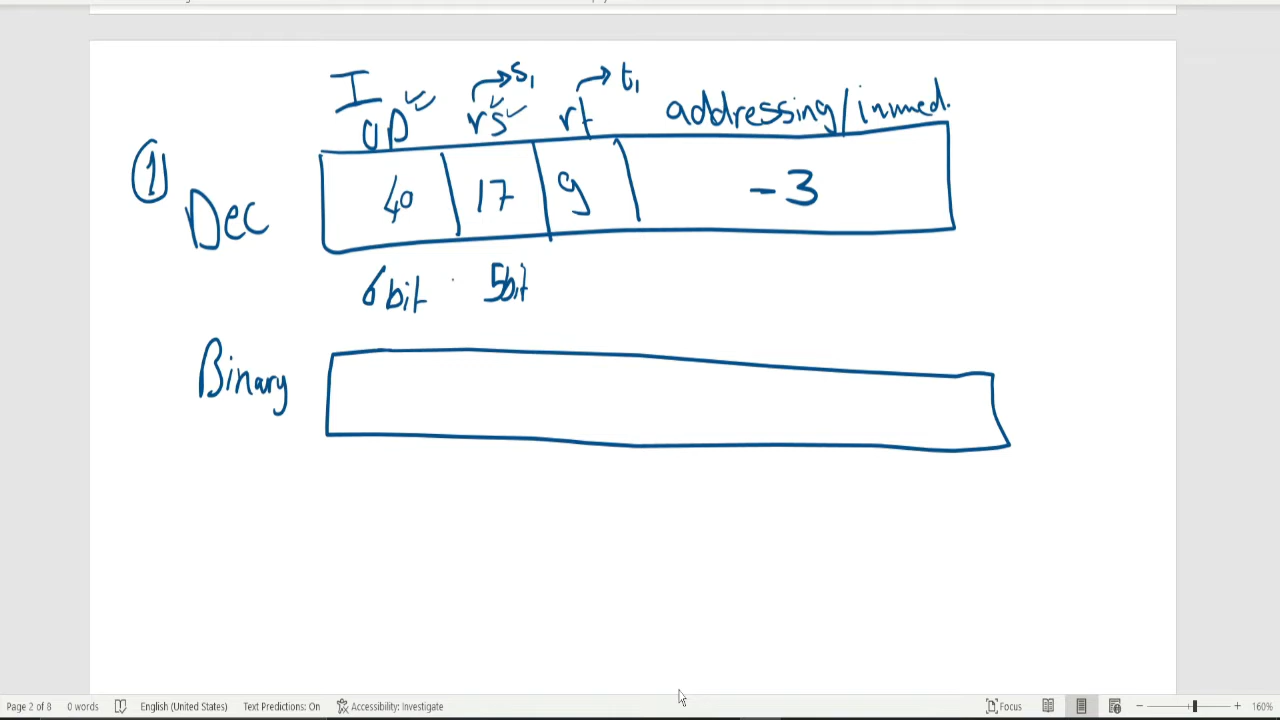 I
s1
t1
op rs rt addressing/immed.
①
Dec 40 17 9 -3
6bit 5bit
Binary
Page 2 of 8 0 words English (United States) Text Predictions: On Accessibility: Investigate Focus 160%